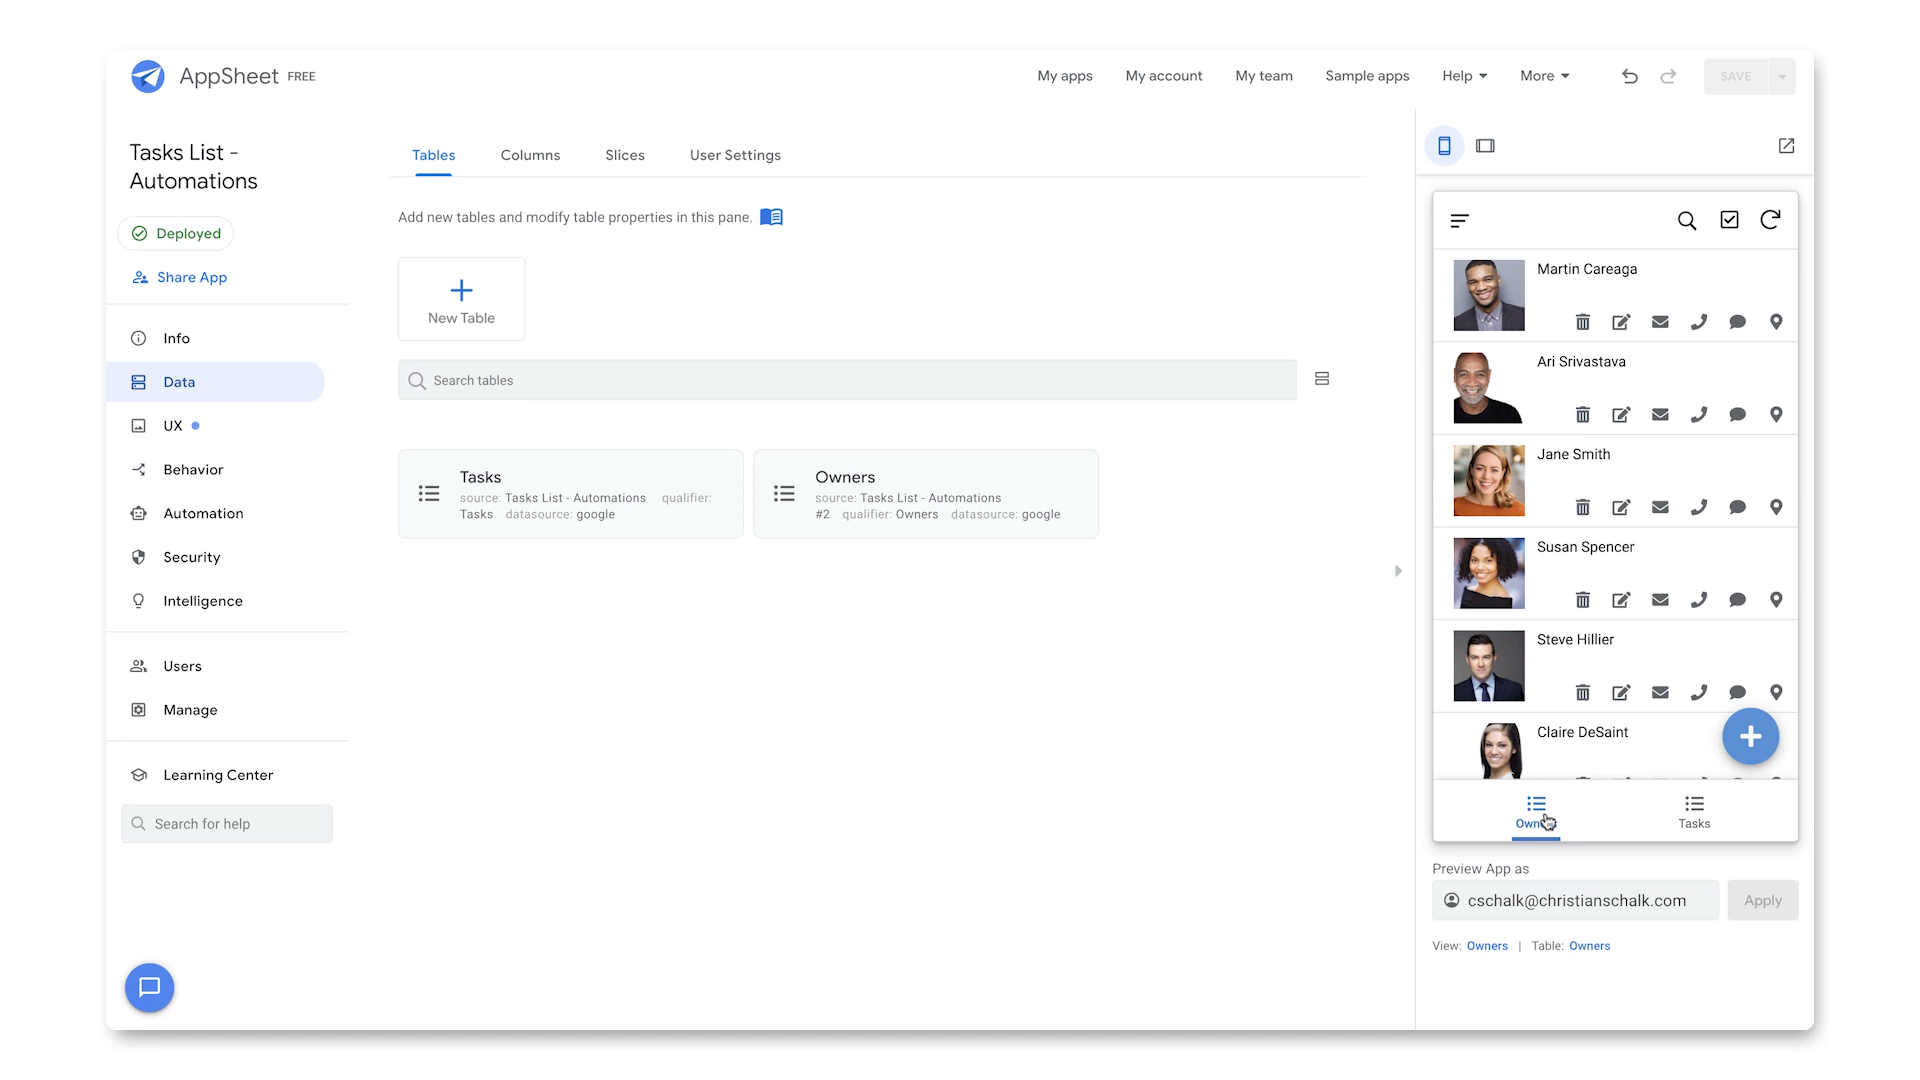 AppSheet FREE
My apps
My account
My team
Sample apps
Help
More
SAVE
Tasks List -
Automations
Deployed
Share App
Info
Data
UX
Behavior
Automation
Security
Intelligence
Users
Manage
Learning Center
Search for help
Tables
Columns
Slices
User Settings
Add new tables and modify table properties in this pane.
New Table
Search tables
Tasks
source: Tasks List - Automations qualifier:
Tasks datasource: google
Owners
source: Tasks List - Automations
#2 qualifier: Owners datasource: google
Martin Careaga
Ari Srivastava
Jane Smith
Susan Spencer
Steve Hillier
Claire DeSaint
Owners
Tasks
Preview App as
cschalk@christianschalk.com
Apply
View: Owners | Table: Owners